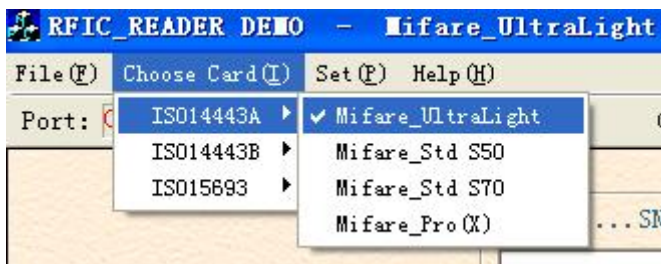 RFIC_READER DEMO - Mifare_UltraLight
File(F) Choose Card(I) Set(P) Help(H)
Port:
ISO14443A
ISO14443B
ISO15693
Mifare_UltraLight
Mifare_Std S50
Mifare_Std S70
Mifare_Pro(X)